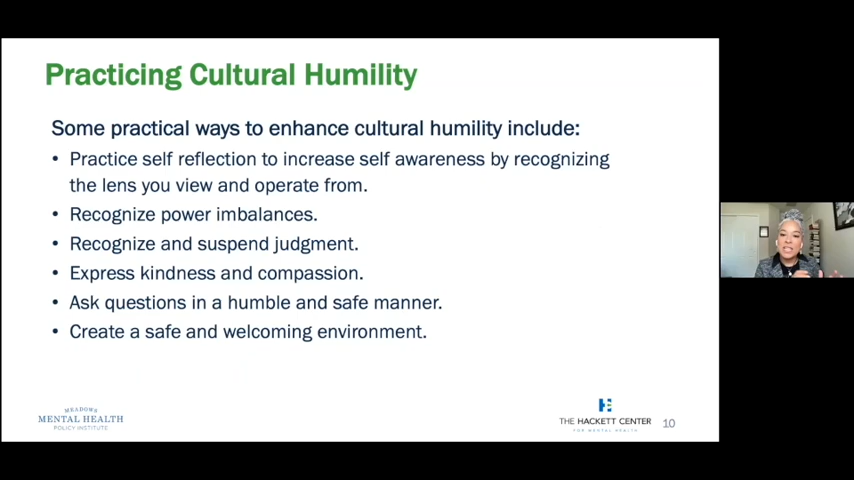 Practicing Cultural Humility
Some practical ways to enhance cultural humility include:
• Practice self reflection to increase self awareness by recognizing
the lens you view and operate from.
• Recognize power imbalances.
• Recognize and suspend judgment.
• Express kindness and compassion.
• Ask questions in a humble and safe manner.
• Create a safe and welcoming environment.
MEADOWS
MENTAL HEALTH
POLICY INSTITUTE
THE HACKETT CENTER
FOR MENTAL HEALTH
10